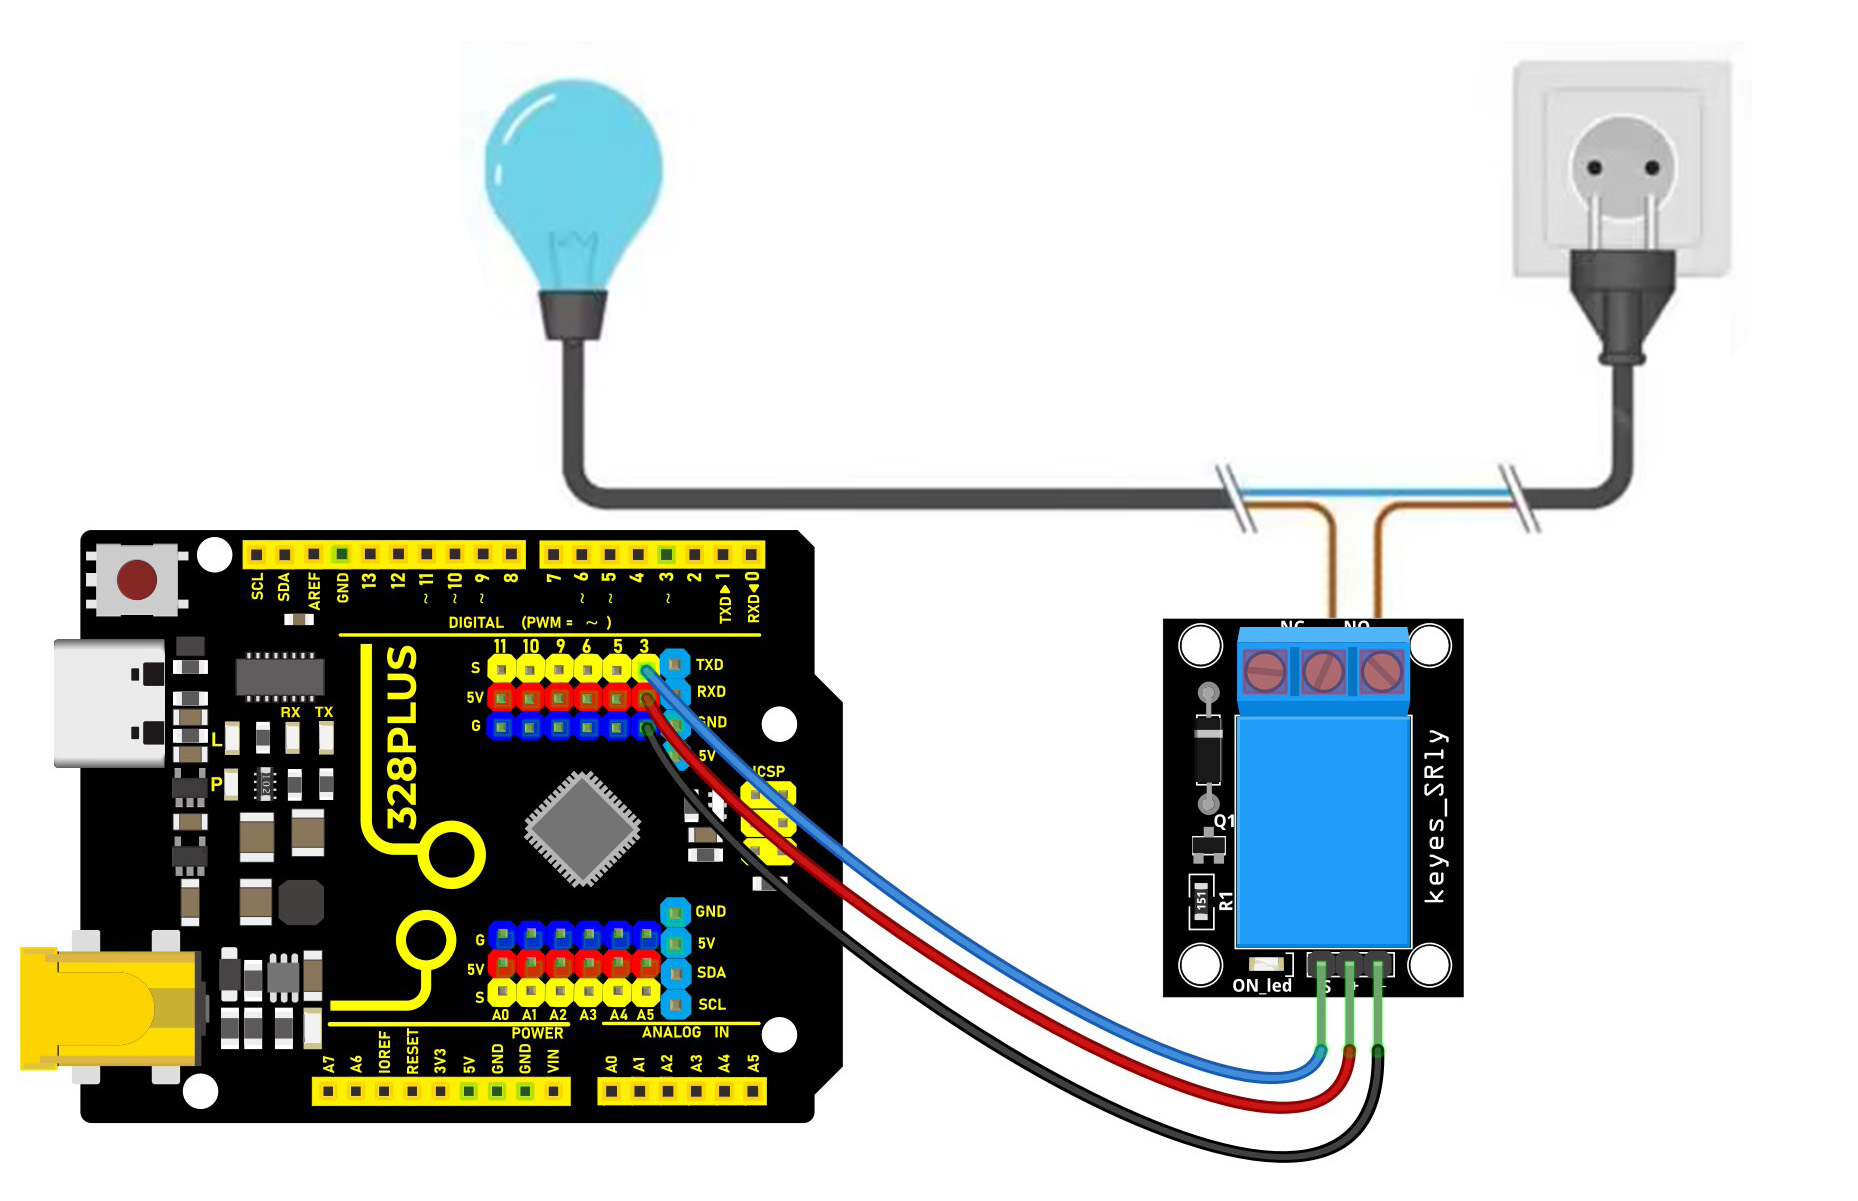 SCL SDA AREF GND 13 12 ~11 ~10 ~9 8 7 ~6 ~5 4 ~3 2 TXD▶1 RXD◀0
DIGITAL (PWM = ~ )
11 10 9 6 5 3
S TXD
5V RXD
G GND
5V
ICSP
328PLUS
RX TX
L
P
102
GND
G 5V
5V SDA
S SCL
A0 A1 A2 A3 A4 A5
POWER ANALOG IN
A7 A6 IOREF RESET 3V3 5V GND GND VIN A0 A1 A2 A3 A4 A5
NC NO
keyes_SRly
Q1
R1
151
ON_led
S + -